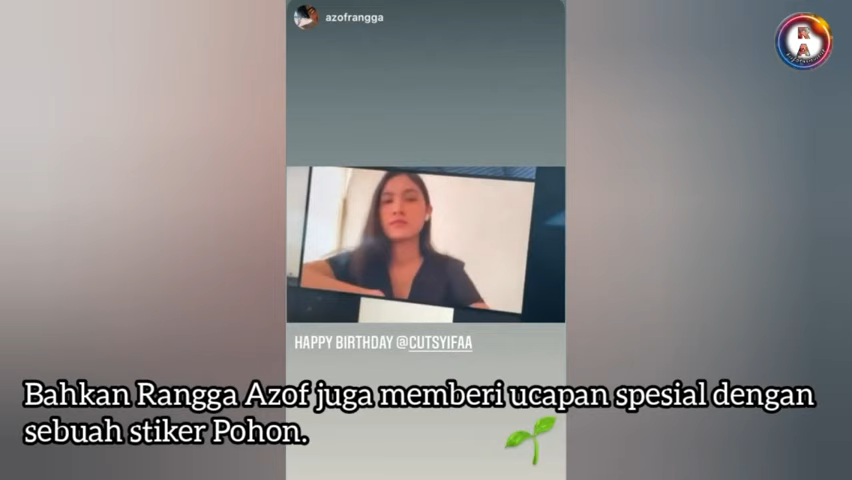 azofrangga
R
A
HAPPY BIRTHDAY @CUTSYIFAA
Bahkan Rangga Azof juga memberi ucapan spesial dengan
sebuah stiker Pohon.